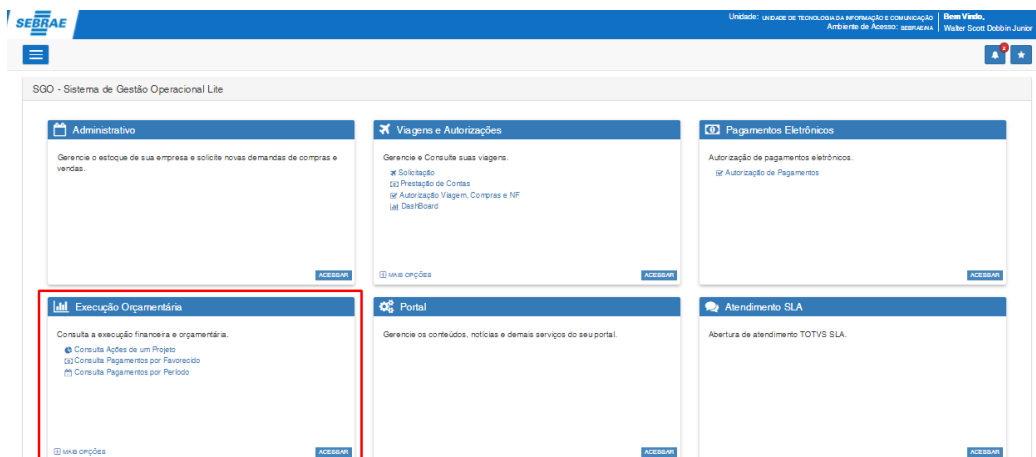 SEBRAE
Unidade: UNIDADE DE TECNOLOGIA DA INFORMAÇÃO E COMUNICAÇÃO
Ambiente de Acesso: SEBRAE/NA
Bem Vindo,
Walter Scott Dobbin Junior
SGO - Sistema de Gestão Operacional Lite
Administrativo
Gerencie o estoque de sua empresa e solicite novas demandas de compras e
vendas.
ACESSAR
Viagens e Autorizações
Gerencie e Consulte suas viagens.
Solicitação
Prestação de Contas
Autorização Viagem, Compras e NF
DashBoard
MAIS OPÇÕES
ACESSAR
Pagamentos Eletrônicos
Autorização de pagamentos eletrônicos.
Autorização de Pagamentos
ACESSAR
Execução Orçamentária
Consulta a execução financeira e orçamentária.
Consulta Ações de um Projeto
Consulta Pagamentos por Favorecido
Consulta Pagamentos por Período
MAIS OPÇÕES
ACESSAR
Portal
Gerencie os conteúdos, notícias e demais serviços do seu portal.
ACESSAR
Atendimento SLA
Abertura de atendimento TOTVS SLA.
ACESSAR